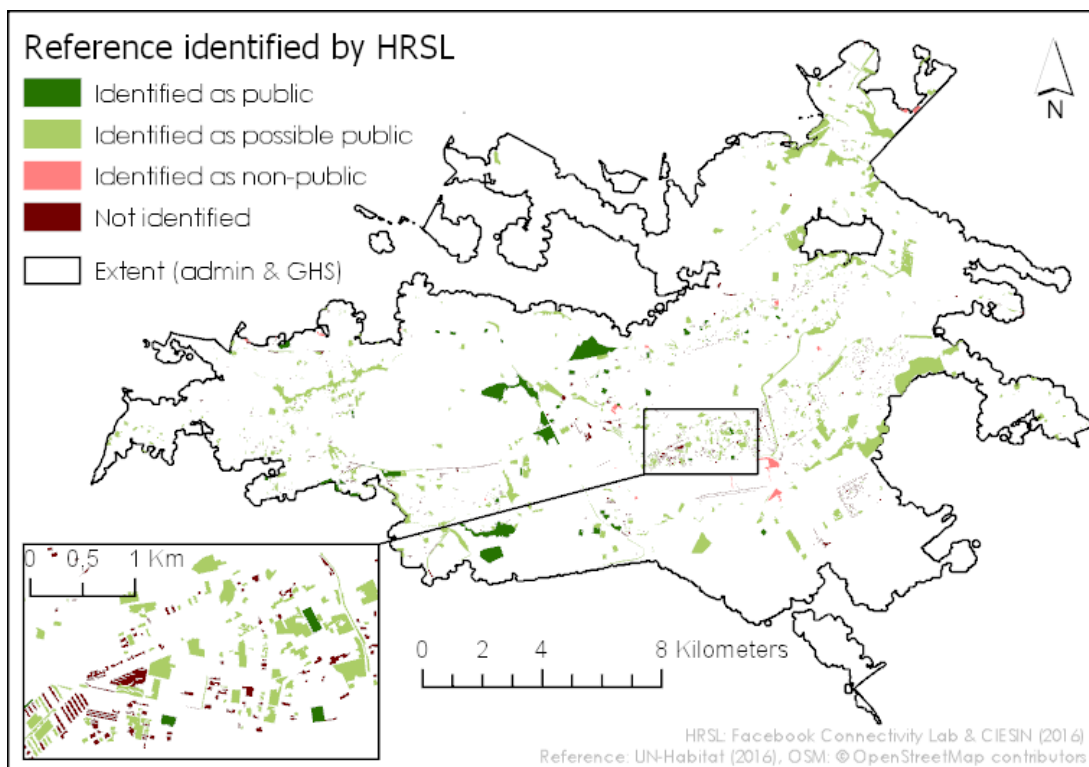 Reference identified by HRSL
Identified as public
Identified as possible public
Identified as non-public
Not identified
Extent (admin & GHS)
N
0 0,5 1 Km
0 2 4 8 Kilometers
HRSL: Facebook Connectivity Lab & CIESIN (2016)
Reference: UN-Habitat (2016), OSM: © OpenStreetMap contributors